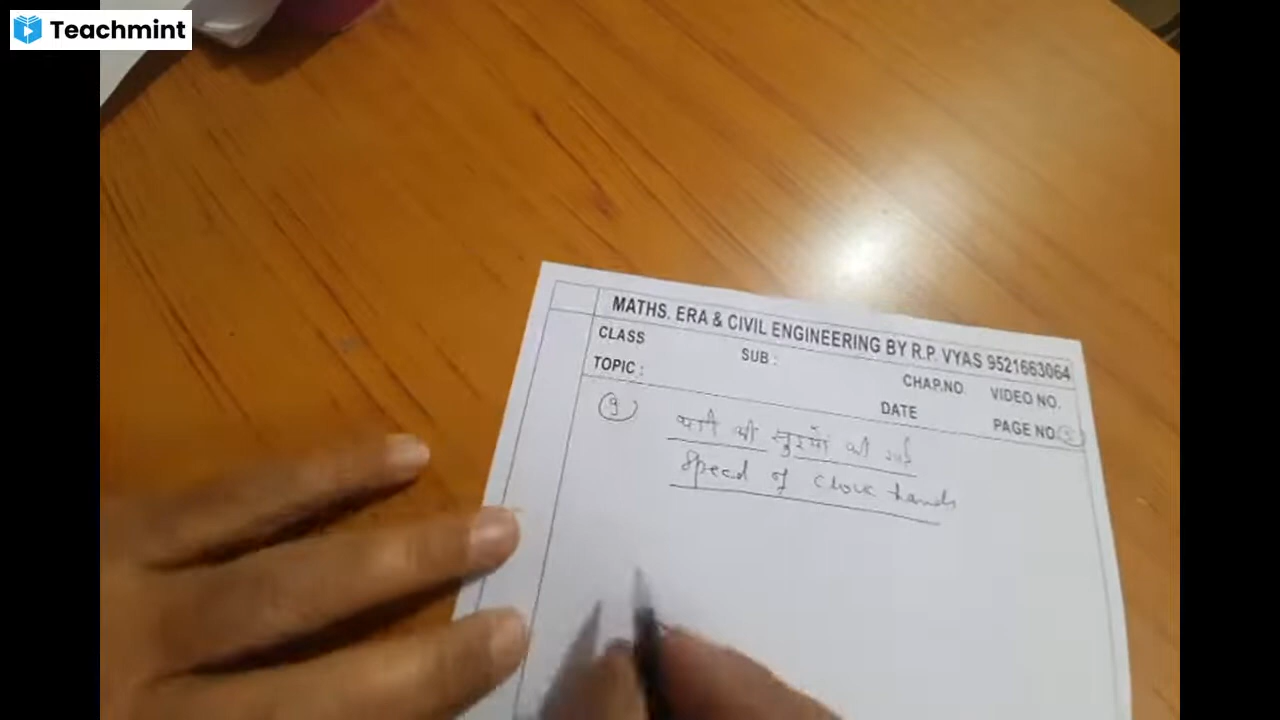 Teachmint
MATHS. ERA & CIVIL ENGINEERING BY R.P. VYAS 9521663064
CLASS SUB : CHAP.NO. VIDEO NO.
TOPIC : DATE PAGE NO.
9 की सुइयों की
Speed of clock hands